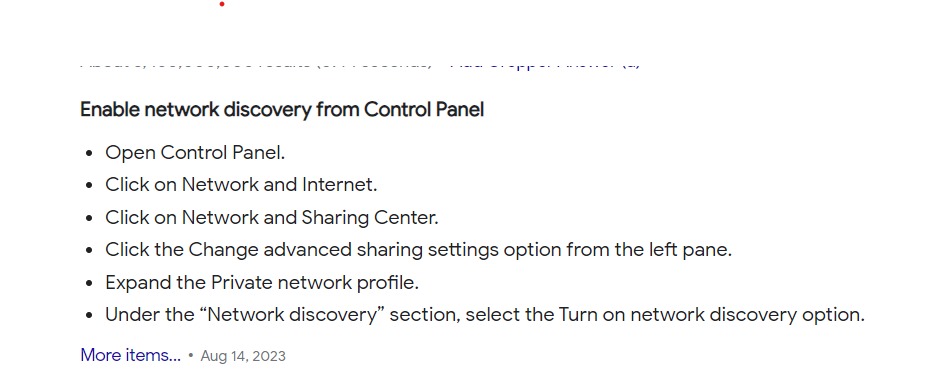 Enable network discovery from Control Panel
• Open Control Panel.
• Click on Network and Internet.
• Click on Network and Sharing Center.
• Click the Change advanced sharing settings option from the left pane.
• Expand the Private network profile.
• Under the “Network discovery” section, select the Turn on network discovery option.
More items... • Aug 14, 2023